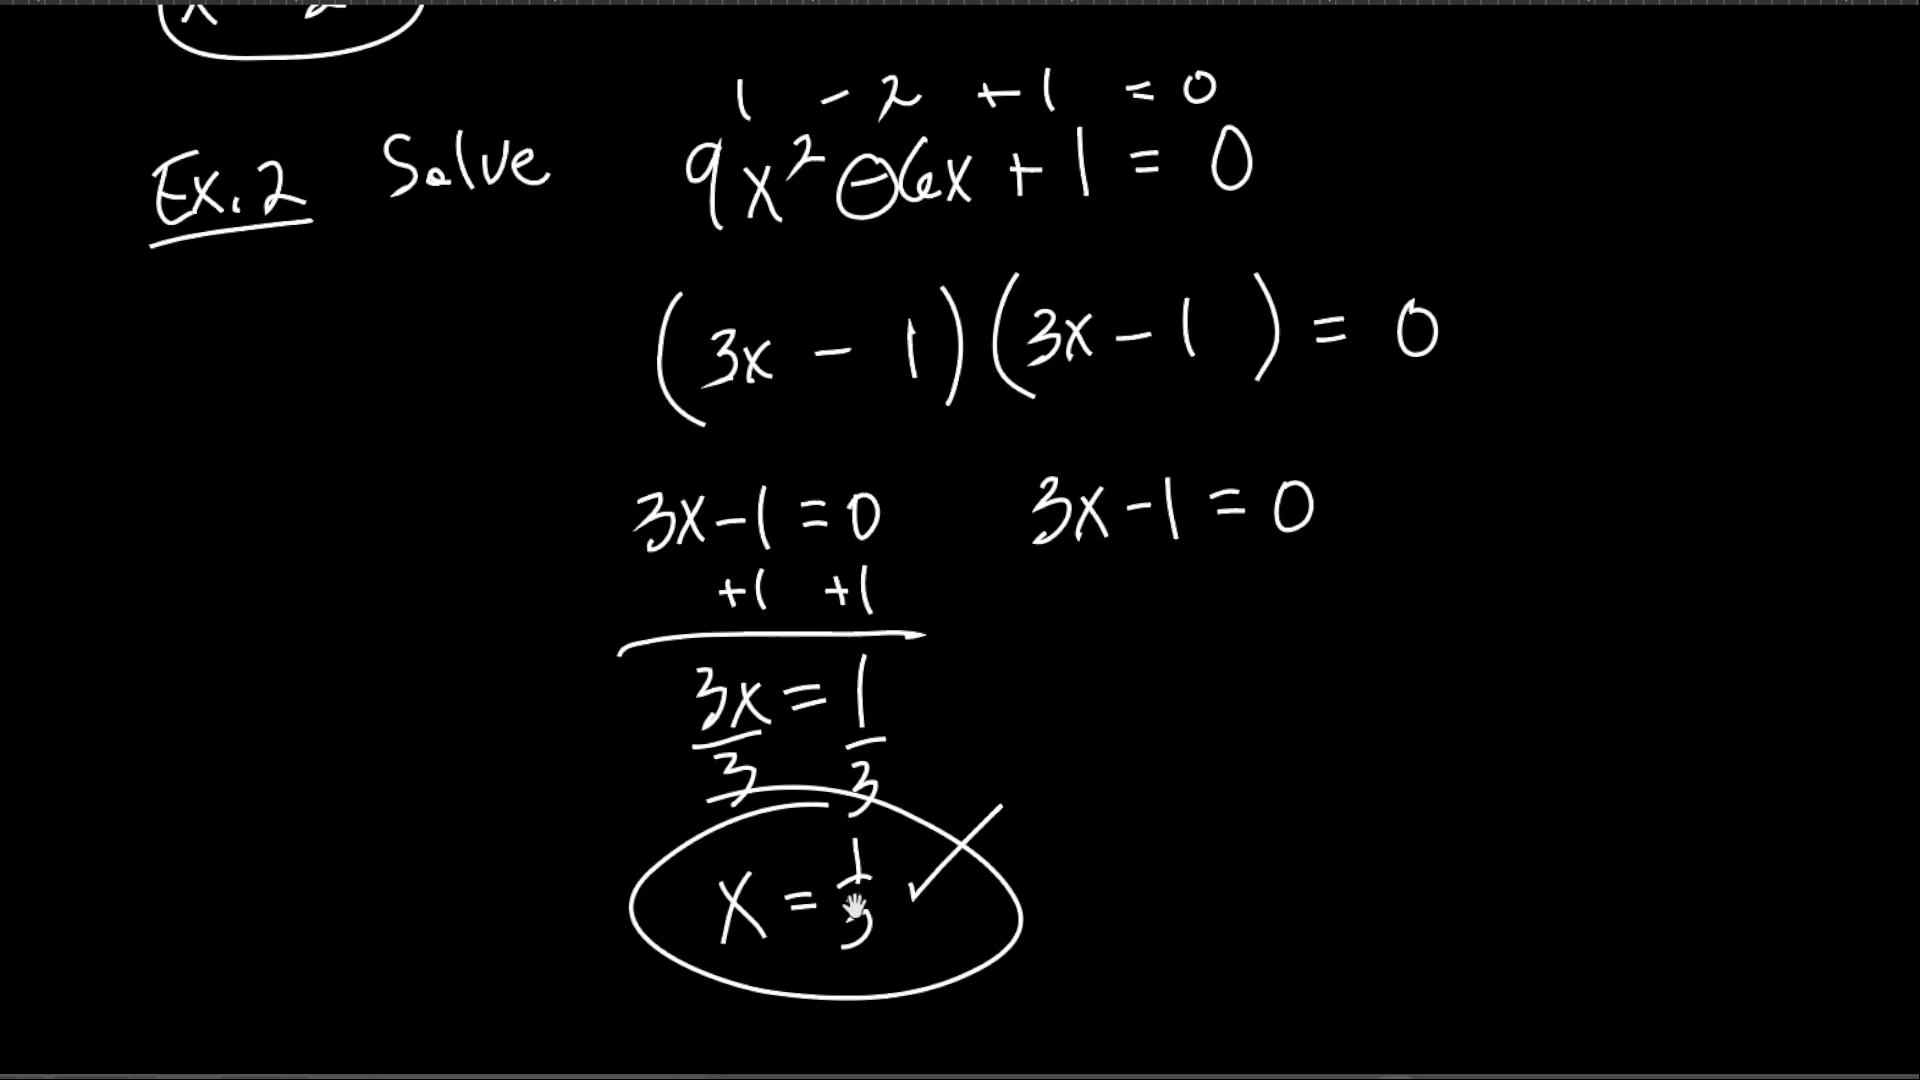 1 - 2 + 1 = 0
Ex. 2 Solve 9x² - 6x + 1 = 0
(3x - 1)(3x - 1) = 0
3x - 1 = 0 3x - 1 = 0
+1 +1
3x = 1
3 3
x = 1/3 ✓